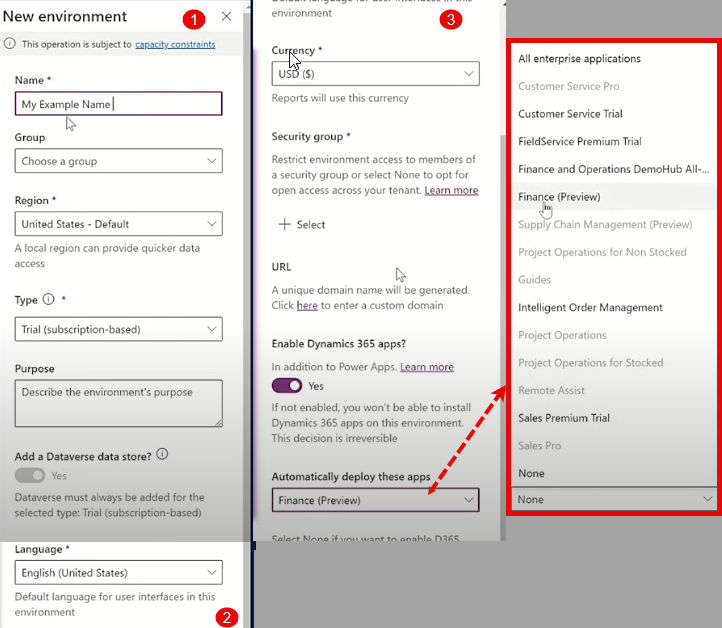 New environment
1
This operation is subject to capacity constraints
Name *
My Example Name
Group
Choose a group
Region *
United States - Default
A local region can provide quicker data
access
Type *
Trial (subscription-based)
Purpose
Describe the environment's purpose
Add a Dataverse data store?
Yes
Dataverse must always be added for the
selected type: Trial (subscription-based)
Language *
English (United States)
Default language for user interfaces in this
environment
2
environment
3
Currency *
USD ($)
Reports will use this currency
Security group *
Restrict environment access to members of
a security group or select None to opt for
open access across your tenant. Learn more
Select
URL
A unique domain name will be generated.
Click here to enter a custom domain
Enable Dynamics 365 apps?
In addition to Power Apps. Learn more
Yes
If not enabled, you won't be able to install
Dynamics 365 apps on this environment.
This decision is irreversible
Automatically deploy these apps
Finance (Preview)
Select None if you want to enable D365
All enterprise applications
Customer Service Pro
Customer Service Trial
FieldService Premium Trial
Finance and Operations DemoHub All-...
Finance (Preview)
Supply Chain Management (Preview)
Project Operations for Non Stocked
Guides
Intelligent Order Management
Project Operations
Project Operations for Stocked
Remote Assist
Sales Premium Trial
Sales Pro
None
None